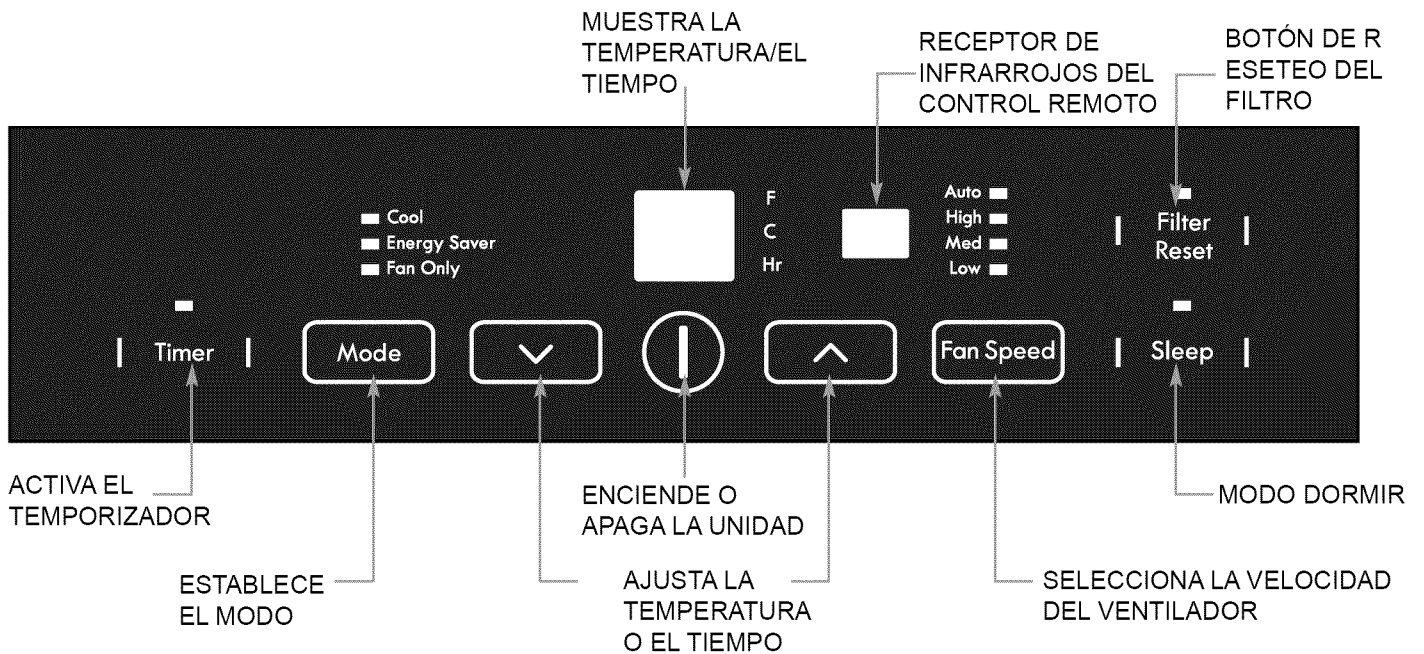 MUESTRA LA
TEMPERATURA/EL
TIEMPO
RECEPTOR DE
INFRARROJOS DEL
CONTROL REMOTO
BOTÓN DE R
ESETEO DEL
FILTRO
Cool
Energy Saver
Fan Only
F
C
Hr
Auto
High
Med
Low
Filter
Reset
Timer
Mode
Fan Speed
Sleep
ACTIVA EL
TEMPORIZADOR
ESTABLECE
EL MODO
ENCIENDE O
APAGA LA UNIDAD
AJUSTA LA
TEMPERATURA
O EL TIEMPO
MODO DORMIR
SELECCIONA LA VELOCIDAD
DEL VENTILADOR